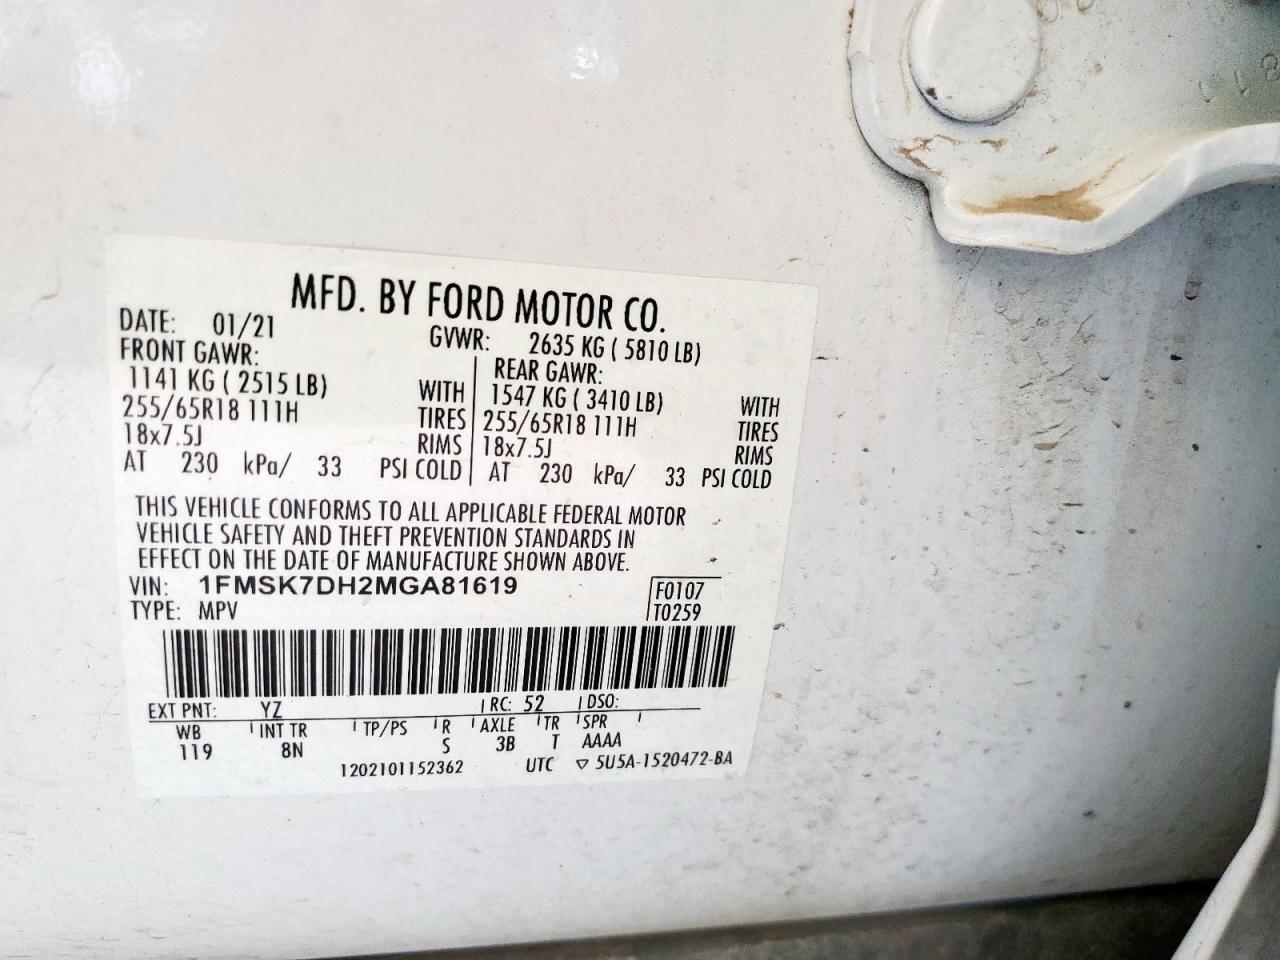 MFD. BY FORD MOTOR CO.
DATE: 01/21 GVWR: 2635 KG ( 5810 LB)
FRONT GAWR: REAR GAWR:
1141 KG ( 2515 LB) WITH 1547 KG ( 3410 LB) WITH
255/65R18 111H TIRES 255/65R18 111H TIRES
18x7.5J RIMS 18x7.5J RIMS
AT 230 kPa/ 33 PSI COLD AT 230 kPa/ 33 PSI COLD
THIS VEHICLE CONFORMS TO ALL APPLICABLE FEDERAL MOTOR
VEHICLE SAFETY AND THEFT PREVENTION STANDARDS IN
EFFECT ON THE DATE OF MANUFACTURE SHOWN ABOVE.
VIN: 1FMSK7DH2MGA81619 F0107
TYPE: MPV T0259
EXT PNT: YZ RC: 52 DSO:
WB INT TR TP/PS R AXLE TR SPR
119 8N S 3B T AAAA
1202101152362 UTC ▽ 5U5A-1520472-BA